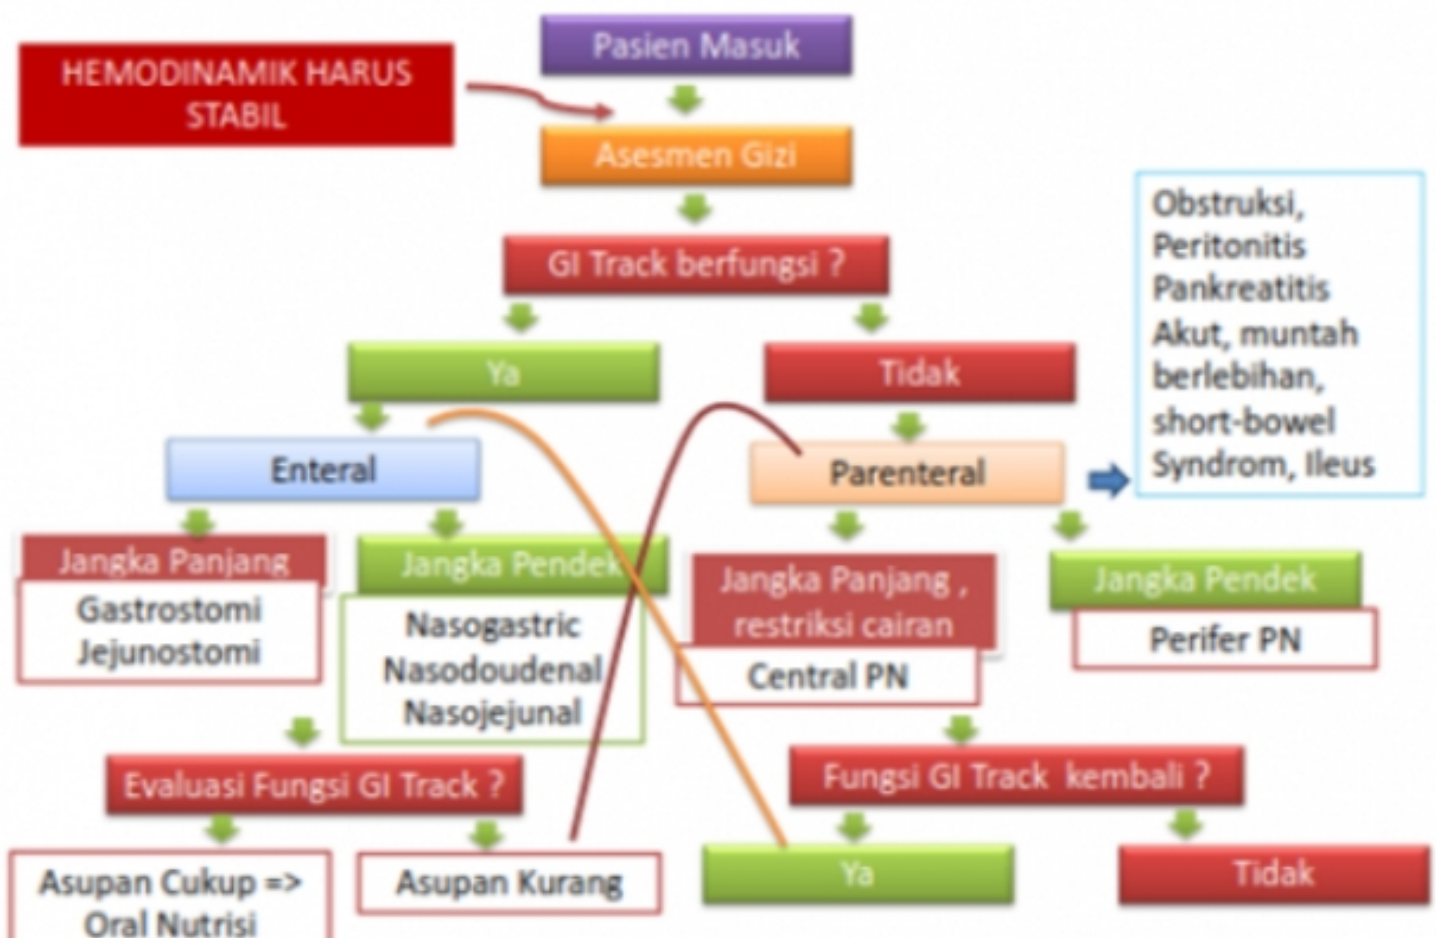 Pasien Masuk
HEMODINAMIK HARUS
STABIL
Asesmen Gizi
GI Track berfungsi ?
Ya
Tidak
Obstruksi,
Peritonitis
Pankreatitis
Akut, muntah
berlebihan,
short-bowel
Syndrom, Ileus
Enteral
Parenteral
Jangka Panjang
Gastrostomi
Jejunostomi
Jangka Pendek
Nasogastric
Nasodoudenal
Nasojejunal
Jangka Panjang ,
restriksi cairan
Central PN
Jangka Pendek
Perifer PN
Evaluasi Fungsi GI Track ?
Fungsi GI Track kembali ?
Asupan Cukup =>
Oral Nutrisi
Asupan Kurang
Ya
Tidak